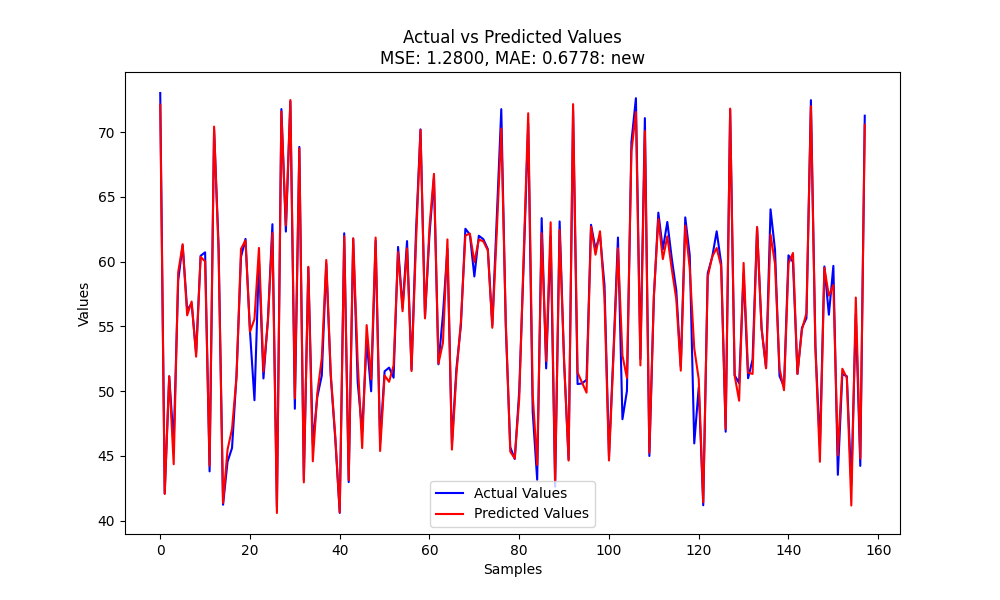 Actual vs Predicted Values
MSE: 1.2800, MAE: 0.6778: new
Values
70
65
60
55
50
45
40
Actual Values
Predicted Values
0 20 40 60 80 100 120 140 160
Samples